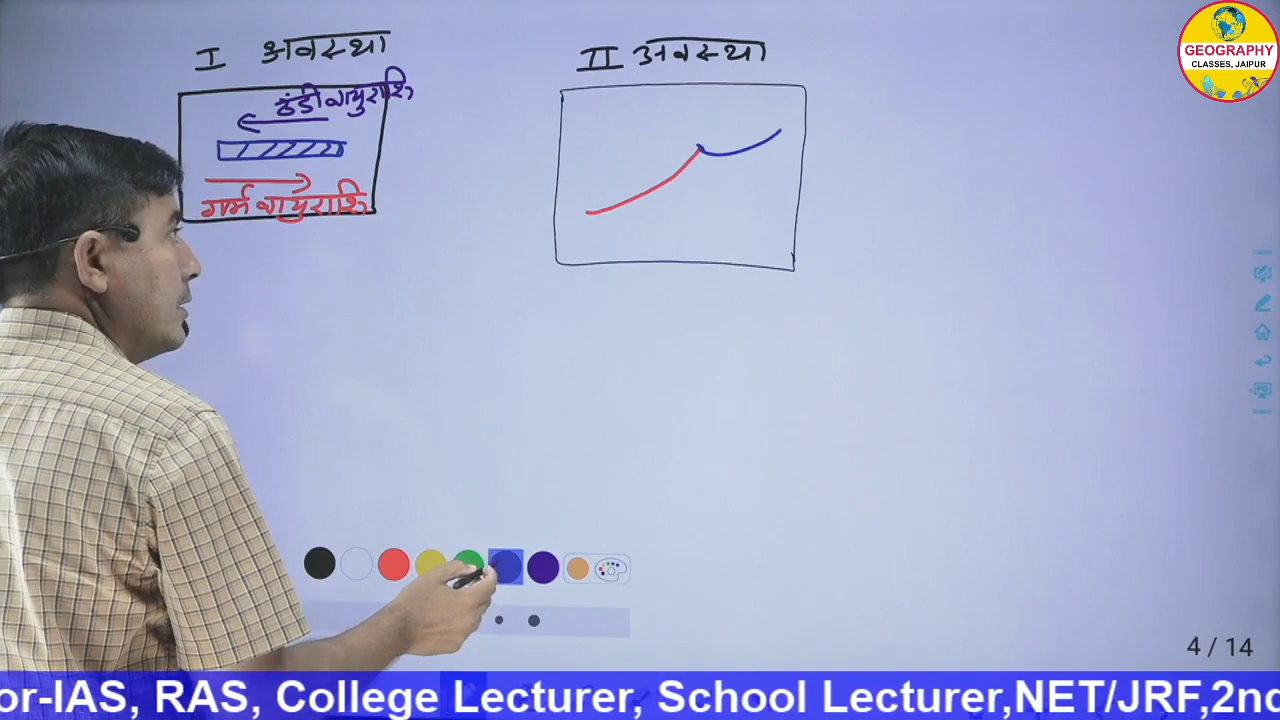 I अवस्था
II अवस्था
ठंडी वायुराशि
गर्म वायुराशि
GEOGRAPHY
CLASSES, JAIPUR
FG
4 / 14
or-IAS, RAS, College Lecturer, School Lecturer,NET/JRF,2nd